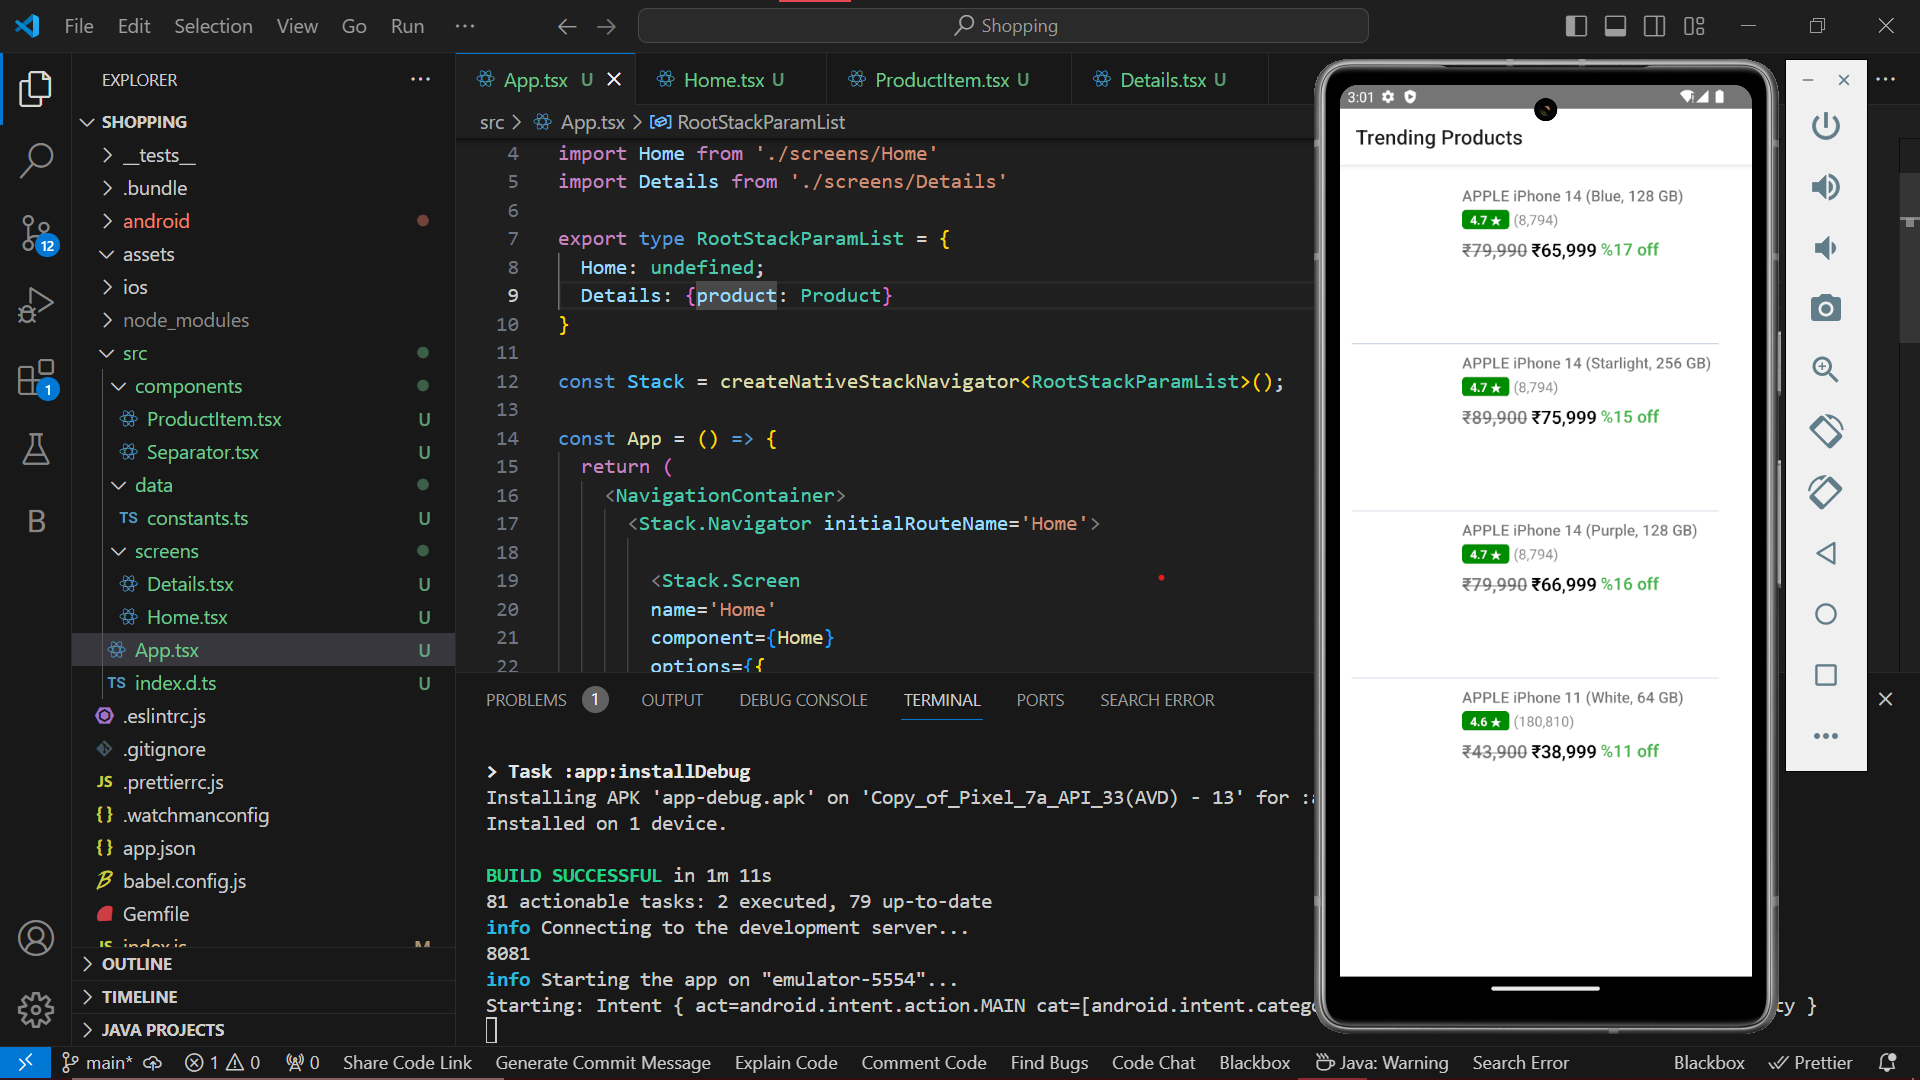 File Edit Selection View Go Run ···
Shopping
EXPLORER ···
SHOPPING
__tests__
.bundle
android
assets
ios
node_modules
src
components
ProductItem.tsx U
Separator.tsx U
data
TS constants.ts U
screens
Details.tsx U
Home.tsx U
App.tsx U
TS index.d.ts U
.eslintrc.js
.gitignore
JS .prettierrc.js
{} .watchmanconfig
{} app.json
babel.config.js
Gemfile
JS index.js M
OUTLINE
TIMELINE
JAVA PROJECTS
12
1
B
App.tsx U
Home.tsx U
ProductItem.tsx U
Details.tsx U
src > App.tsx > RootStackParamList
4 import Home from './screens/Home'
5 import Details from './screens/Details'
6
7 export type RootStackParamList = {
8 Home: undefined;
9 Details: {product: Product}
10 }
11
12 const Stack = createNativeStackNavigator<RootStackParamList>();
13
14 const App = () => {
15 return (
16 <NavigationContainer>
17 <Stack.Navigator initialRouteName='Home'>
18
19 <Stack.Screen
20 name='Home'
21 component={Home}
22 options={{
PROBLEMS 1 OUTPUT DEBUG CONSOLE TERMINAL PORTS SEARCH ERROR
> Task :app:installDebug
Installing APK 'app-debug.apk' on 'Copy_of_Pixel_7a_API_33(AVD) - 13' for :
Installed on 1 device.
BUILD SUCCESSFUL in 1m 11s
81 actionable tasks: 2 executed, 79 up-to-date
info Connecting to the development server...
8081
info Starting the app on "emulator-5554"...
Starting: Intent { act=android.intent.action.MAIN cat=[android.intent.categ ty }
3:01
Trending Products
APPLE iPhone 14 (Blue, 128 GB)
4.7 ★ (8,794)
₹79,990 ₹65,999 %17 off
APPLE iPhone 14 (Starlight, 256 GB)
4.7 ★ (8,794)
₹89,900 ₹75,999 %15 off
APPLE iPhone 14 (Purple, 128 GB)
4.7 ★ (8,794)
₹79,990 ₹66,999 %16 off
APPLE iPhone 11 (White, 64 GB)
4.6 ★ (180,810)
₹43,900 ₹38,999 %11 off
main* 1 0 0 Share Code Link Generate Commit Message Explain Code Comment Code Find Bugs Code Chat Blackbox Java: Warning Search Error Blackbox Prettier